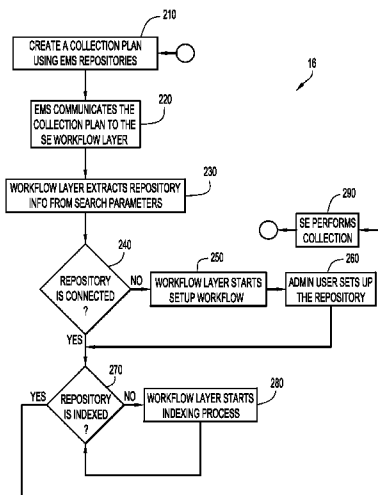 210
CREATE A COLLECTION PLAN
USING EMS REPOSITORIES
16
220
EMS COMMUNICATES THE
COLLECTION PLAN TO THE
SE WORKFLOW LAYER
230
WORKFLOW LAYER EXTRACTS REPOSITORY
INFO FROM SEARCH PARAMETERS
290
SE PERFORMS
COLLECTION
240
REPOSITORY
IS CONNECTED
?
NO
YES
250
WORKFLOW LAYER STARTS
SETUP WORKFLOW
260
ADMIN USER SETS UP
THE REPOSITORY
270
REPOSITORY
IS INDEXED
?
YES
NO
280
WORKFLOW LAYER STARTS
INDEXING PROCESS